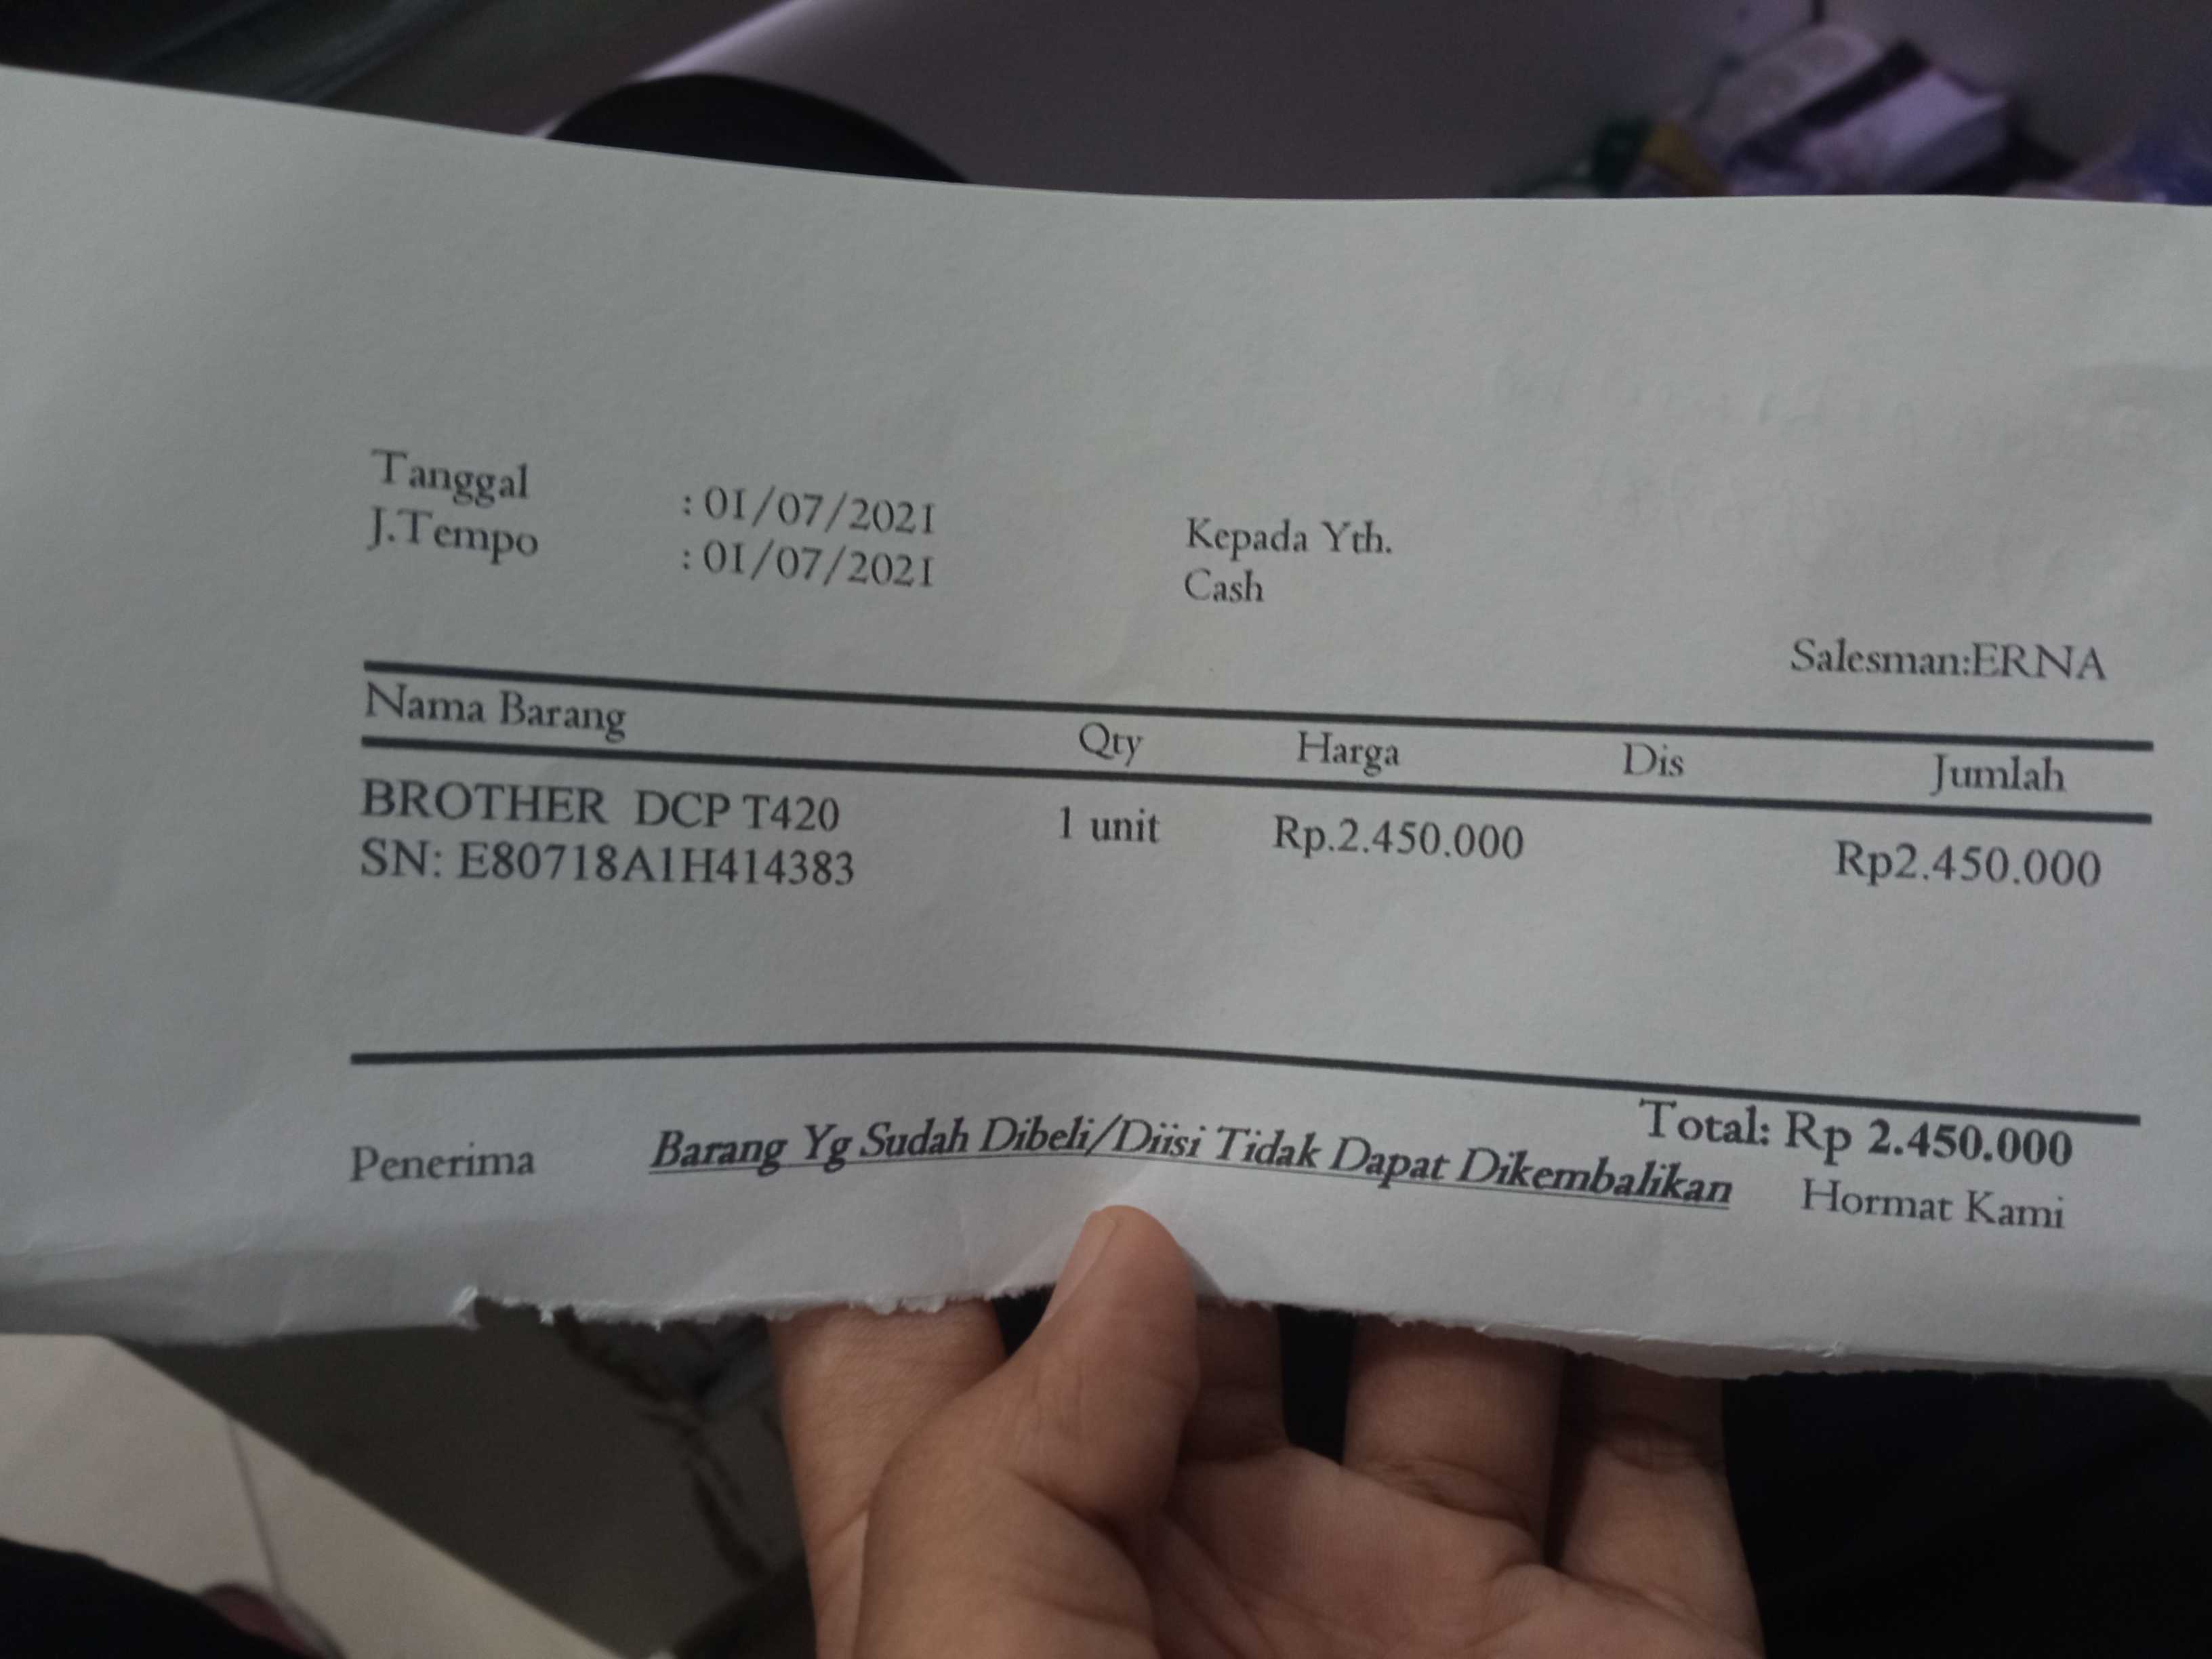 Tanggal : 01/07/2021
J.Tempo : 01/07/2021
Kepada Yth.
Cash
Salesman:ERNA
Nama Barang Qty Harga Dis Jumlah
BROTHER DCP T420 1 unit Rp.2.450.000 Rp2.450.000
SN: E80718A1H414383
Total: Rp 2.450.000
Penerima Barang Yg Sudah Dibeli/Diisi Tidak Dapat Dikembalikan Hormat Kami